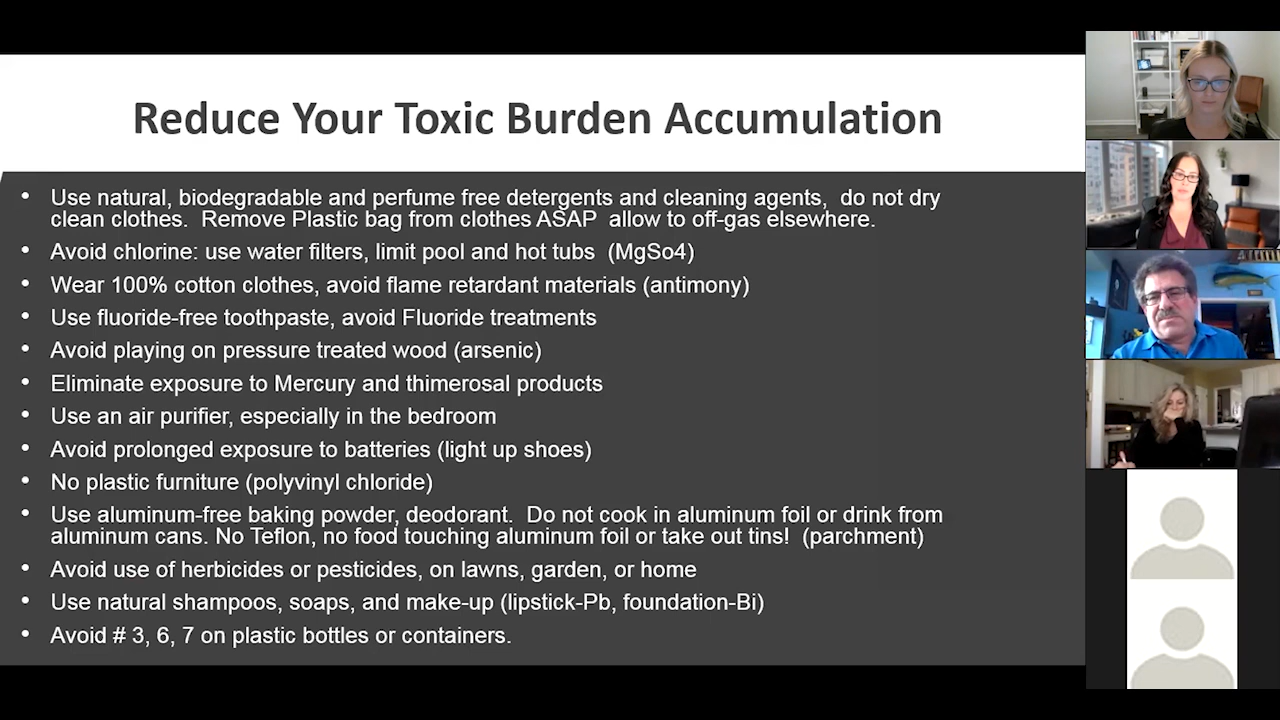 Reduce Your Toxic Burden Accumulation
• Use natural, biodegradable and perfume free detergents and cleaning agents,  do not dry
clean clothes.  Remove Plastic bag from clothes ASAP  allow to off-gas elsewhere.
• Avoid chlorine: use water filters, limit pool and hot tubs  (MgSo4)
• Wear 100% cotton clothes, avoid flame retardant materials (antimony)
• Use fluoride-free toothpaste, avoid Fluoride treatments
• Avoid playing on pressure treated wood (arsenic)
• Eliminate exposure to Mercury and thimerosal products
• Use an air purifier, especially in the bedroom
• Avoid prolonged exposure to batteries (light up shoes)
• No plastic furniture (polyvinyl chloride)
• Use aluminum-free baking powder, deodorant.  Do not cook in aluminum foil or drink from
aluminum cans. No Teflon, no food touching aluminum foil or take out tins!  (parchment)
• Avoid use of herbicides or pesticides, on lawns, garden, or home
• Use natural shampoos, soaps, and make-up (lipstick-Pb, foundation-Bi)
• Avoid # 3, 6, 7 on plastic bottles or containers.